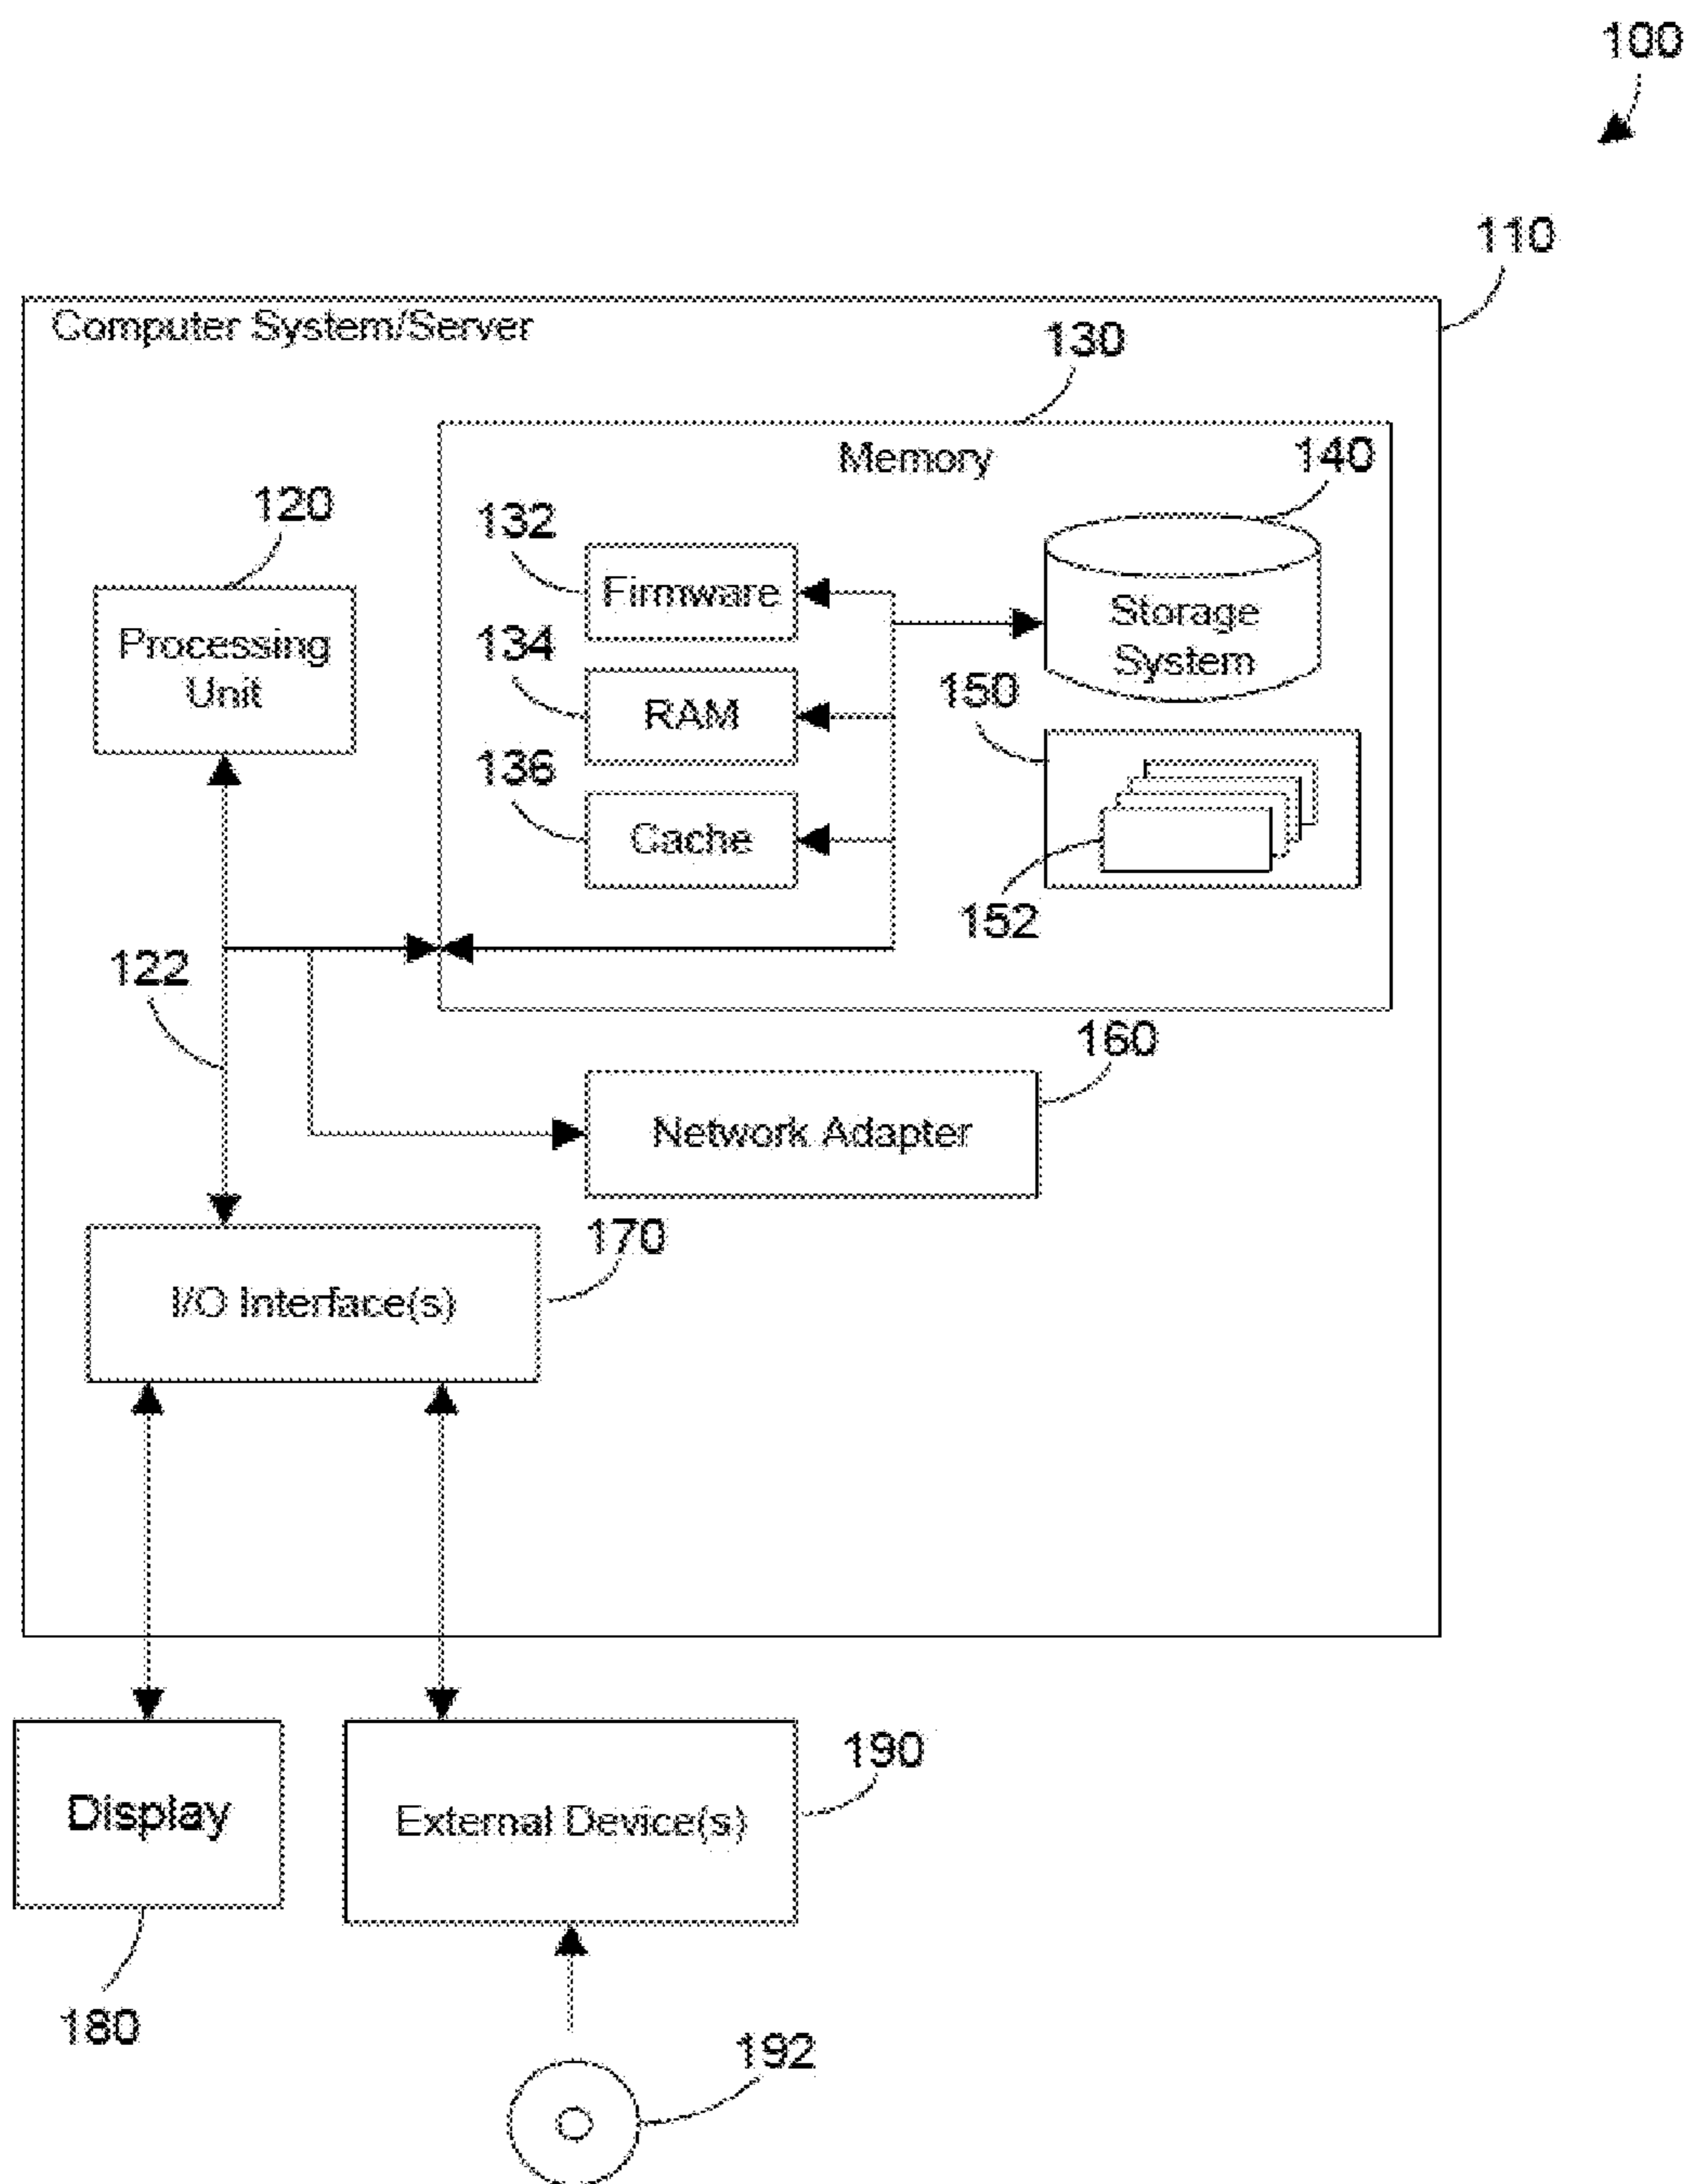 100
110
Computer System/Server
130
Memory
140
120
132
Firmware
Processing
Unit
Storage
System
134
RAM
150
136
Cache
152
122
160
Network Adapter
170
I/O Interface(s)
190
Display
External Device(s)
180
192